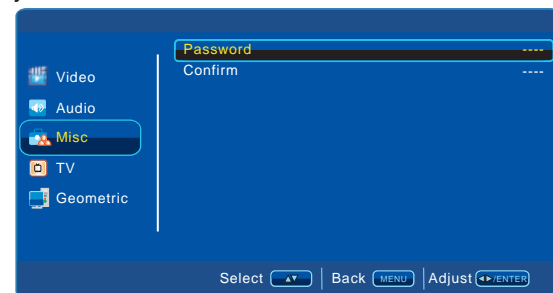 Video
Audio
Misc
TV
Geometric
Password ----
Confirm ----
Select Back MENU Adjust /ENTER